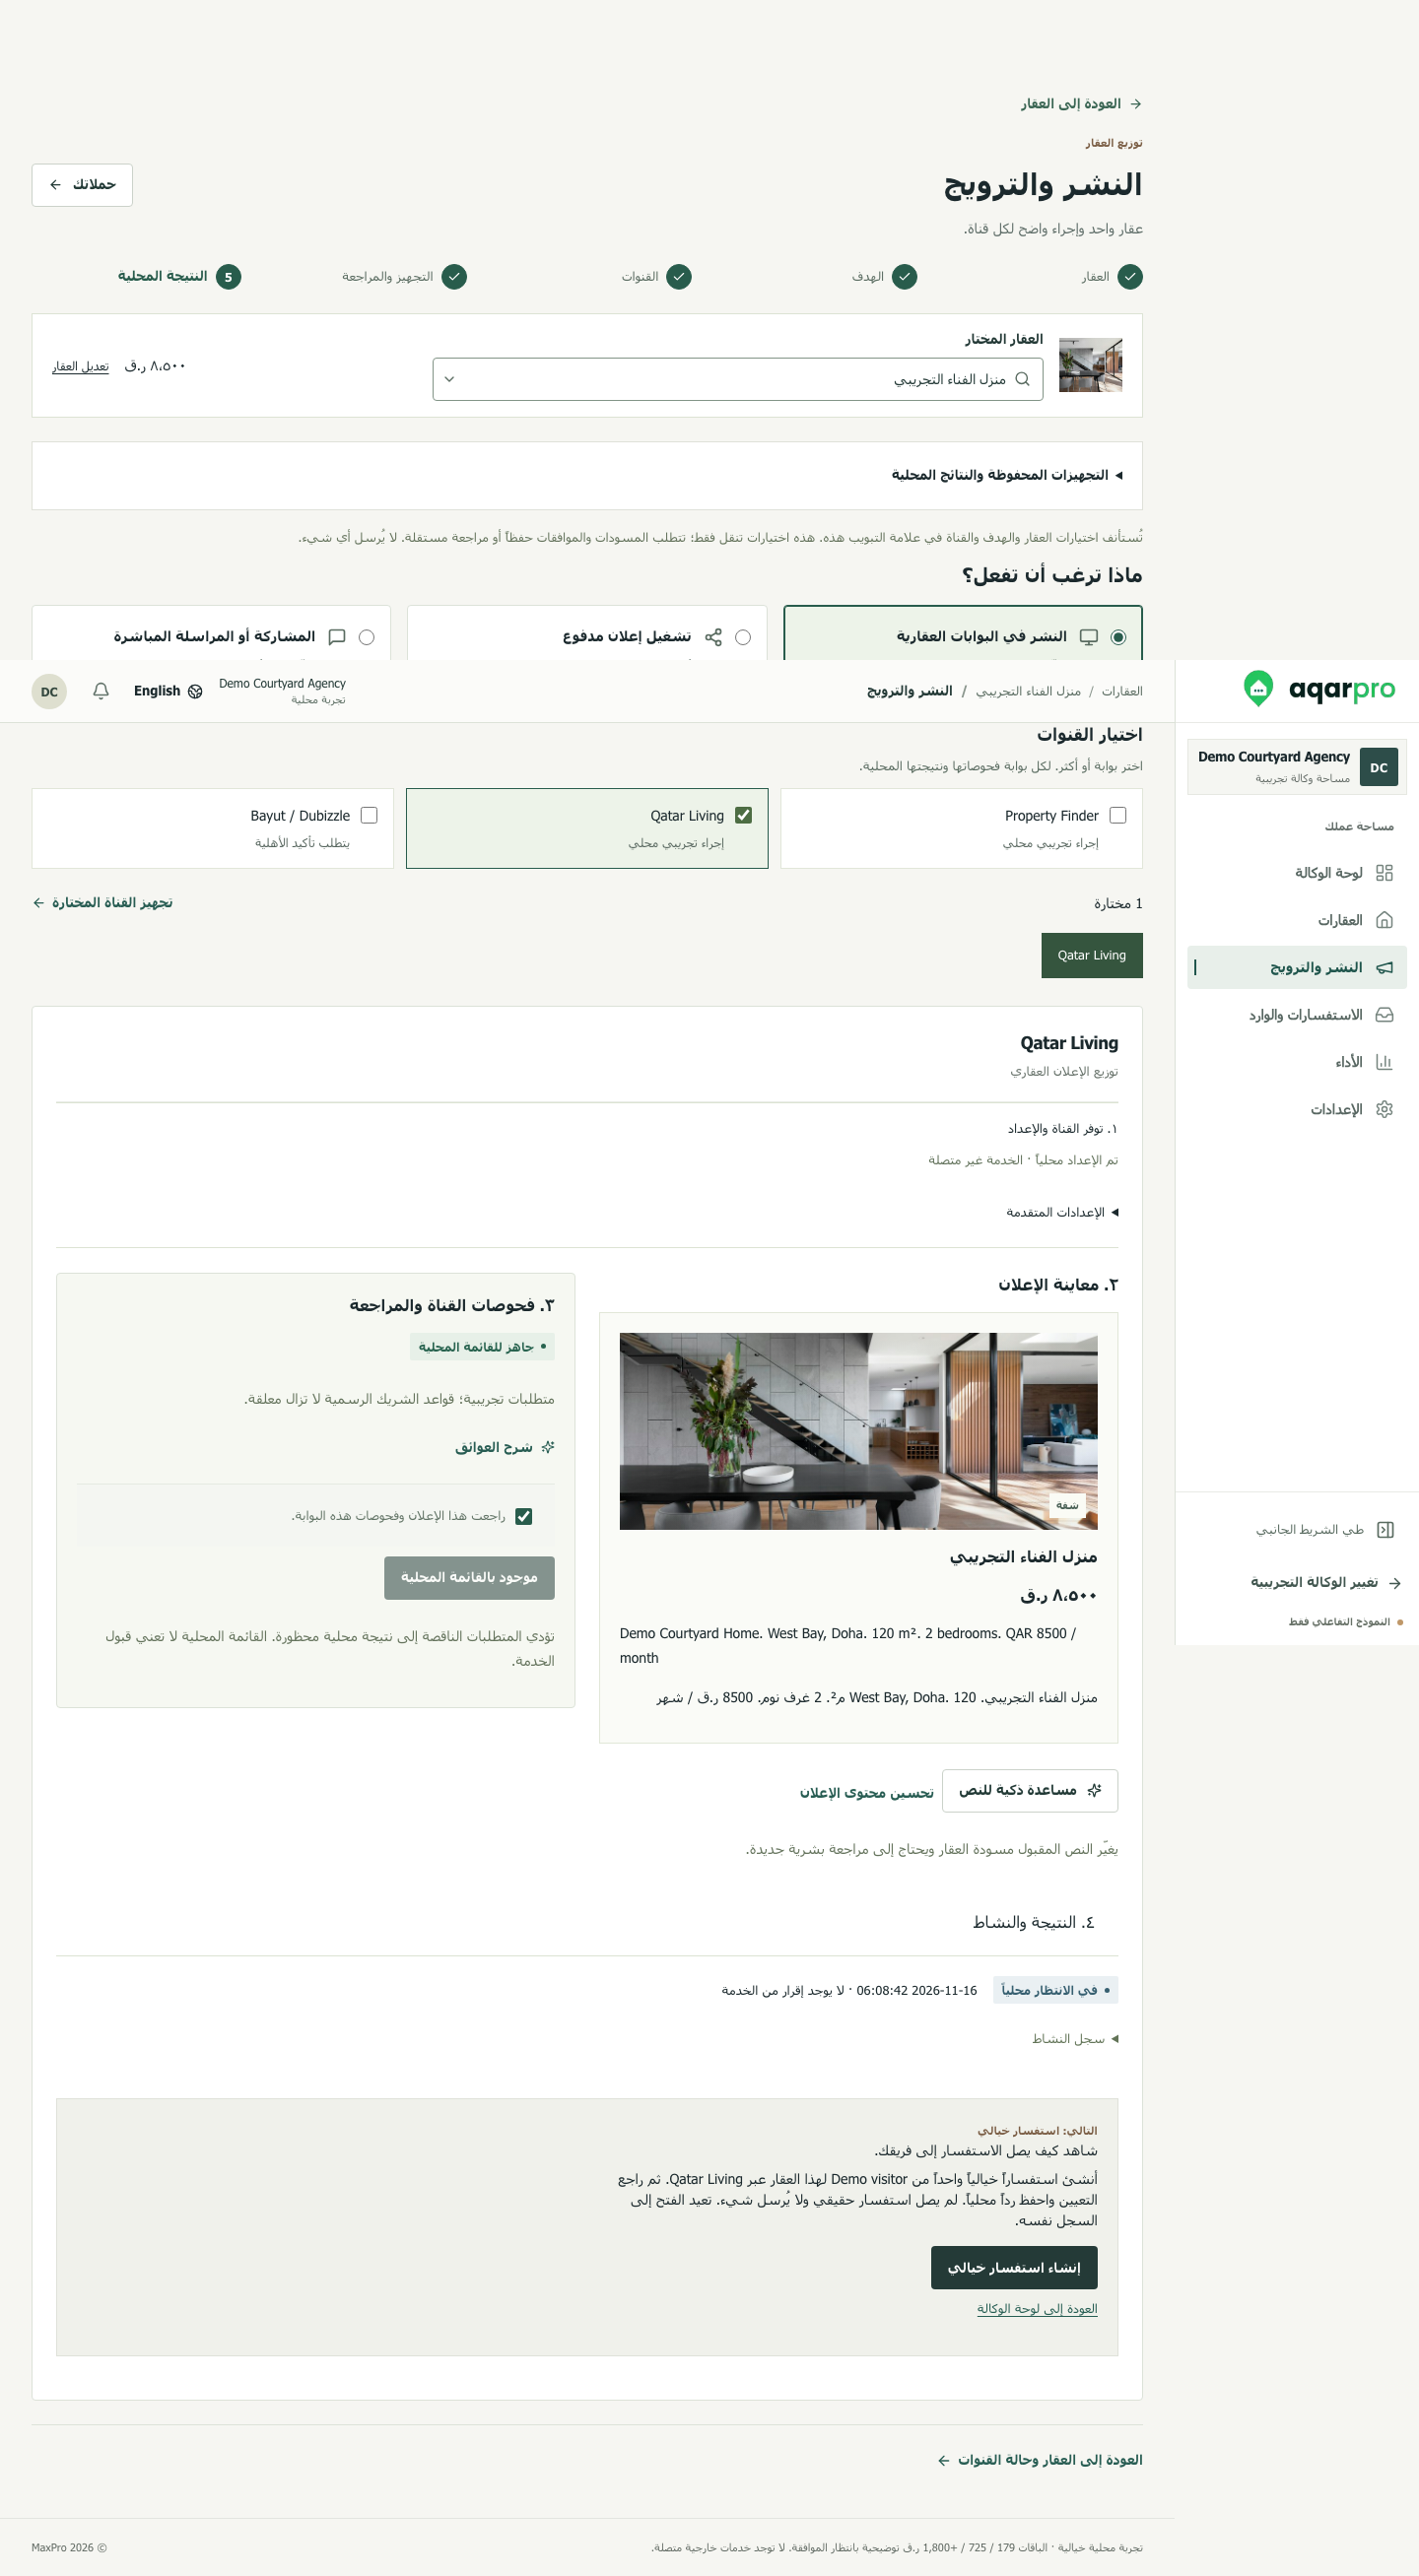 العودة إلى العقار
توزيع العقار
النشر والترويج
حملاتك
عقار واحد وإجراء واضح لكل قناة.
العقار
الهدف
القنوات
التجهيز والمراجعة
5 النتيجة المحلية
العقار المختار
منزل الفناء التجريبي
٨،٥٠٠ ر.ق
تعديل العقار
التجهيزات المحفوظة والنتائج المحلية
تُستأنف اختيارات العقار والهدف والقناة في علامة التبويب هذه. هذه اختيارات تنقل فقط؛ تتطلب المسودات والموافقات حفظاً أو مراجعة مستقلة. لا يُرسل أي شيء.
ماذا ترغب أن تفعل؟
النشر في البوابات العقارية
تشغيل إعلان مدفوع
المشاركة أو المراسلة المباشرة
aqarpro
العقارات / منزل الفناء التجريبي / النشر والترويج
Demo Courtyard Agency
تجربة محلية
English
DC
DC
Demo Courtyard Agency
مساحة وكالة تجريبية
مساحة عملك
لوحة الوكالة
العقارات
النشر والترويج
الاستفسارات والوارد
الأداء
الإعدادات
طي الشريط الجانبي
تغيير الوكالة التجريبية
النموذج التفاعلي فقط
اختيار القنوات
اختر بوابة أو أكثر. لكل بوابة فحوصاتها ونتيجتها المحلية.
Property Finder
إجراء تجريبي محلي
Qatar Living
إجراء تجريبي محلي
Bayut / Dubizzle
يتطلب تأكيد الأهلية
1 مختارة
تجهيز القناة المختارة
Qatar Living
Qatar Living
توزيع الإعلان العقاري
١. توفر القناة والإعداد
تم الإعداد محلياً · الخدمة غير متصلة
الإعدادات المتقدمة
٢. معاينة الإعلان
شقة
منزل الفناء التجريبي
٨،٥٠٠ ر.ق
Demo Courtyard Home. West Bay, Doha. 120 m². 2 bedrooms. QAR 8500 /
month
منزل الفناء التجريبي. West Bay, Doha. 120 م². 2 غرف نوم. 8500 ر.ق / شهر
٣. فحوصات القناة والمراجعة
جاهز للقائمة المحلية
متطلبات تجريبية؛ قواعد الشريك الرسمية لا تزال معلقة.
شرح العوائق
راجعت هذا الإعلان وفحوصات هذه البوابة.
موجود بالقائمة المحلية
تؤدي المتطلبات الناقصة إلى نتيجة محلية محظورة. القائمة المحلية لا تعني قبول
الخدمة.
مساعدة ذكية للنص
تحسين محتوى الإعلان
يغيّر النص المقبول مسودة العقار ويحتاج إلى مراجعة بشرية جديدة.
٤. النتيجة والنشاط
في الانتظار محلياً
2026-11-16 06:08:42 · لا يوجد إقرار من الخدمة
سجل النشاط
التالي: استفسار خيالي
شاهد كيف يصل الاستفسار إلى فريقك.
أنشئ استفساراً خيالياً واحداً من Demo visitor لهذا العقار عبر Qatar Living. ثم راجع
التعيين واحفظ رداً محلياً. لم يصل استفسار حقيقي ولا يُرسل شيء. تعيد الفتح إلى
السجل نفسه.
إنشاء استفسار خيالي
العودة إلى لوحة الوكالة
العودة إلى العقار وحالة القنوات
تجربة محلية خيالية · الباقات 179 / 725 / +1,800 ر.ق توضيحية بانتظار الموافقة. لا توجد خدمات خارجية متصلة.
© 2026 MaxPro